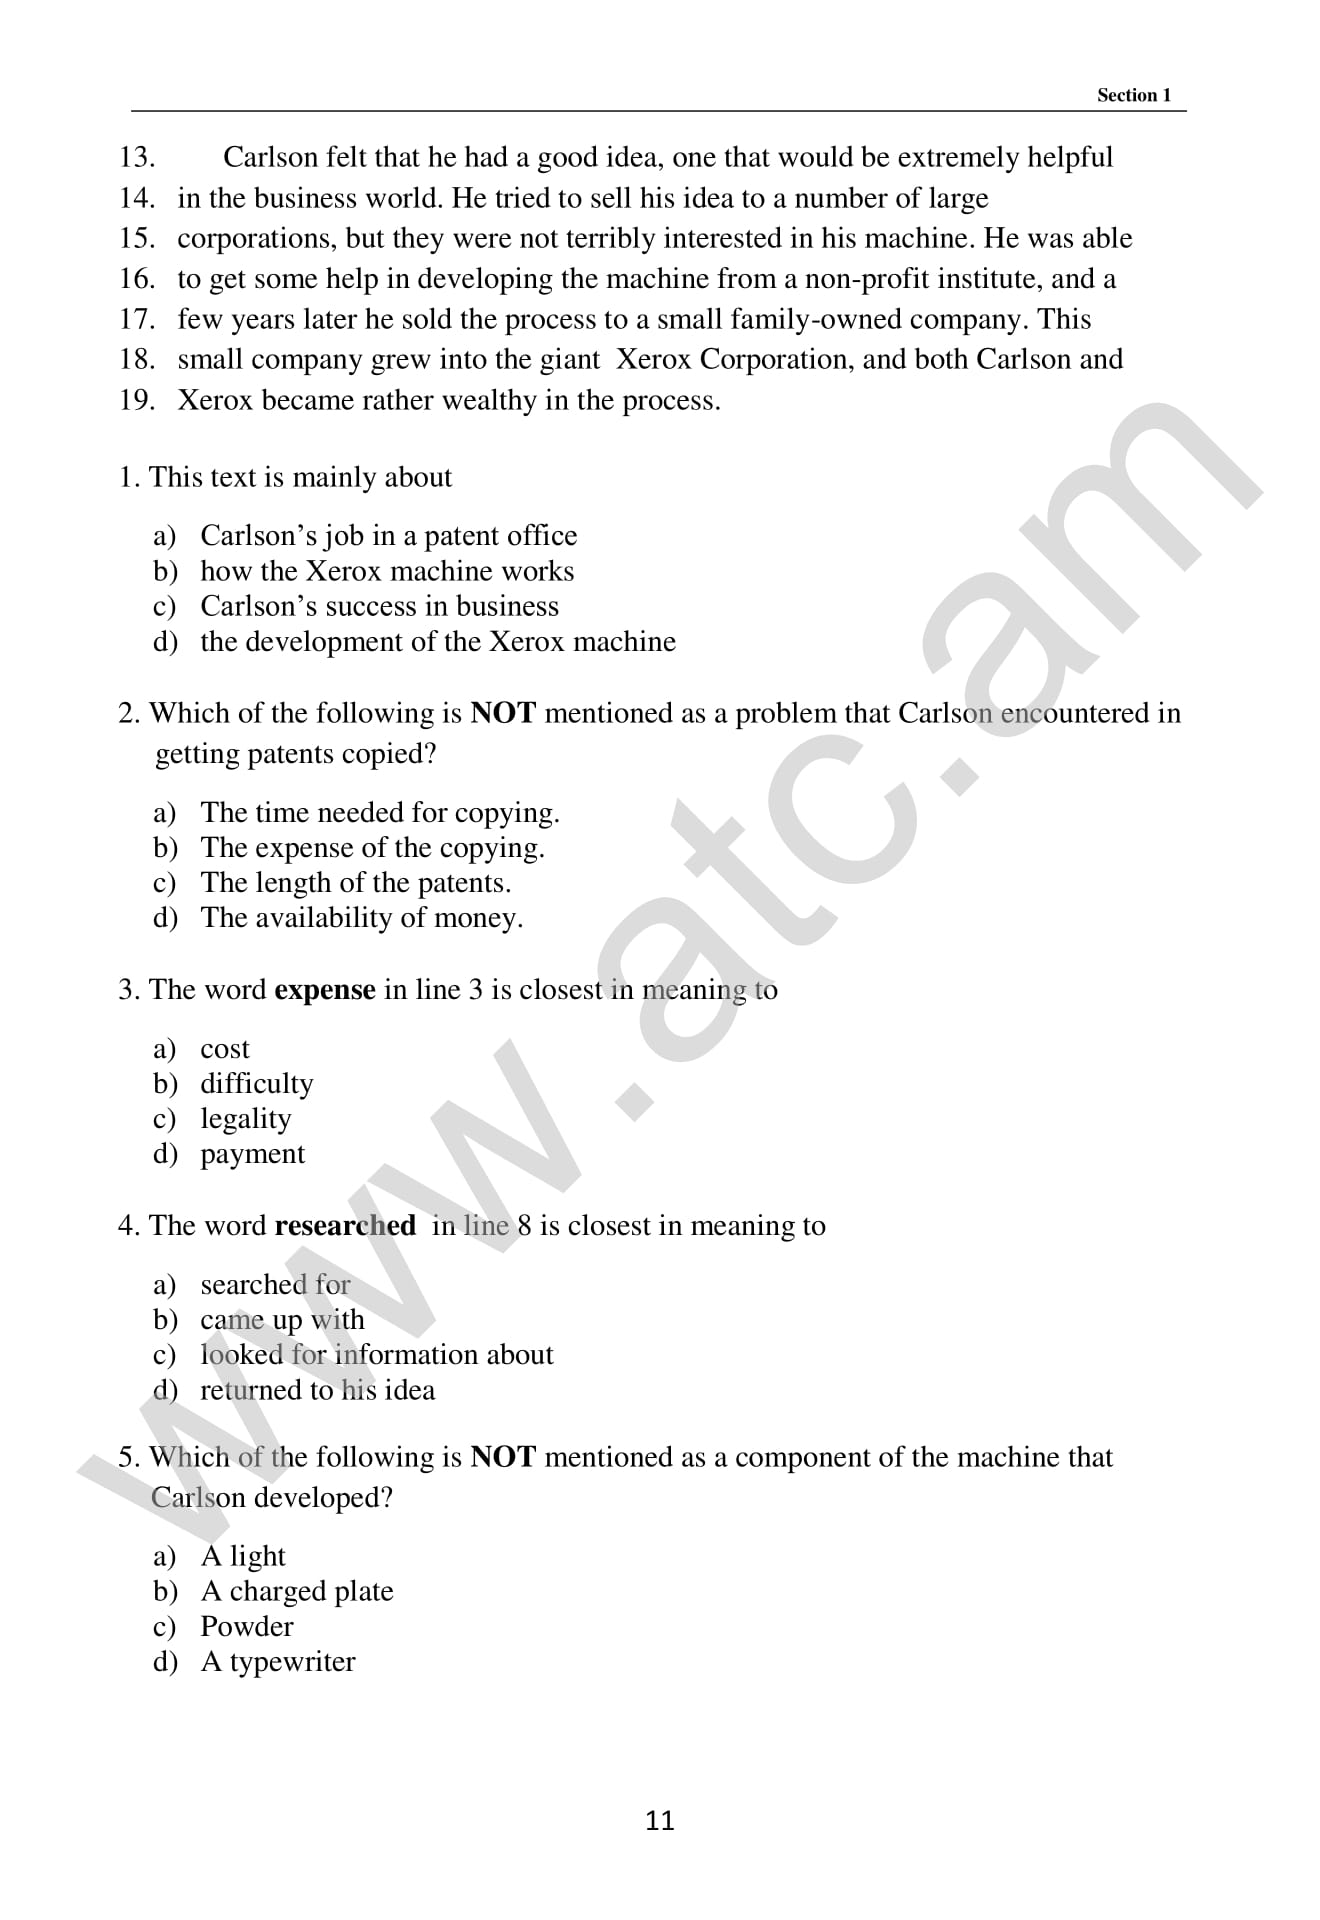 Section 1
13. Carlson felt that he had a good idea, one that would be extremely helpful
14. in the business world. He tried to sell his idea to a number of large
15. corporations, but they were not terribly interested in his machine. He was able
16. to get some help in developing the machine from a non-profit institute, and a
17. few years later he sold the process to a small family-owned company. This
18. small company grew into the giant Xerox Corporation, and both Carlson and
19. Xerox became rather wealthy in the process.
1. This text is mainly about
a) Carlson’s job in a patent office
b) how the Xerox machine works
c) Carlson’s success in business
d) the development of the Xerox machine
2. Which of the following is NOT mentioned as a problem that Carlson encountered in
getting patents copied?
a) The time needed for copying.
b) The expense of the copying.
c) The length of the patents.
d) The availability of money.
3. The word expense in line 3 is closest in meaning to
a) cost
b) difficulty
c) legality
d) payment
4. The word researched in line 8 is closest in meaning to
a) searched for
b) came up with
c) looked for information about
d) returned to his idea
5. Which of the following is NOT mentioned as a component of the machine that
Carlson developed?
a) A light
b) A charged plate
c) Powder
d) A typewriter
11
www.atc.am